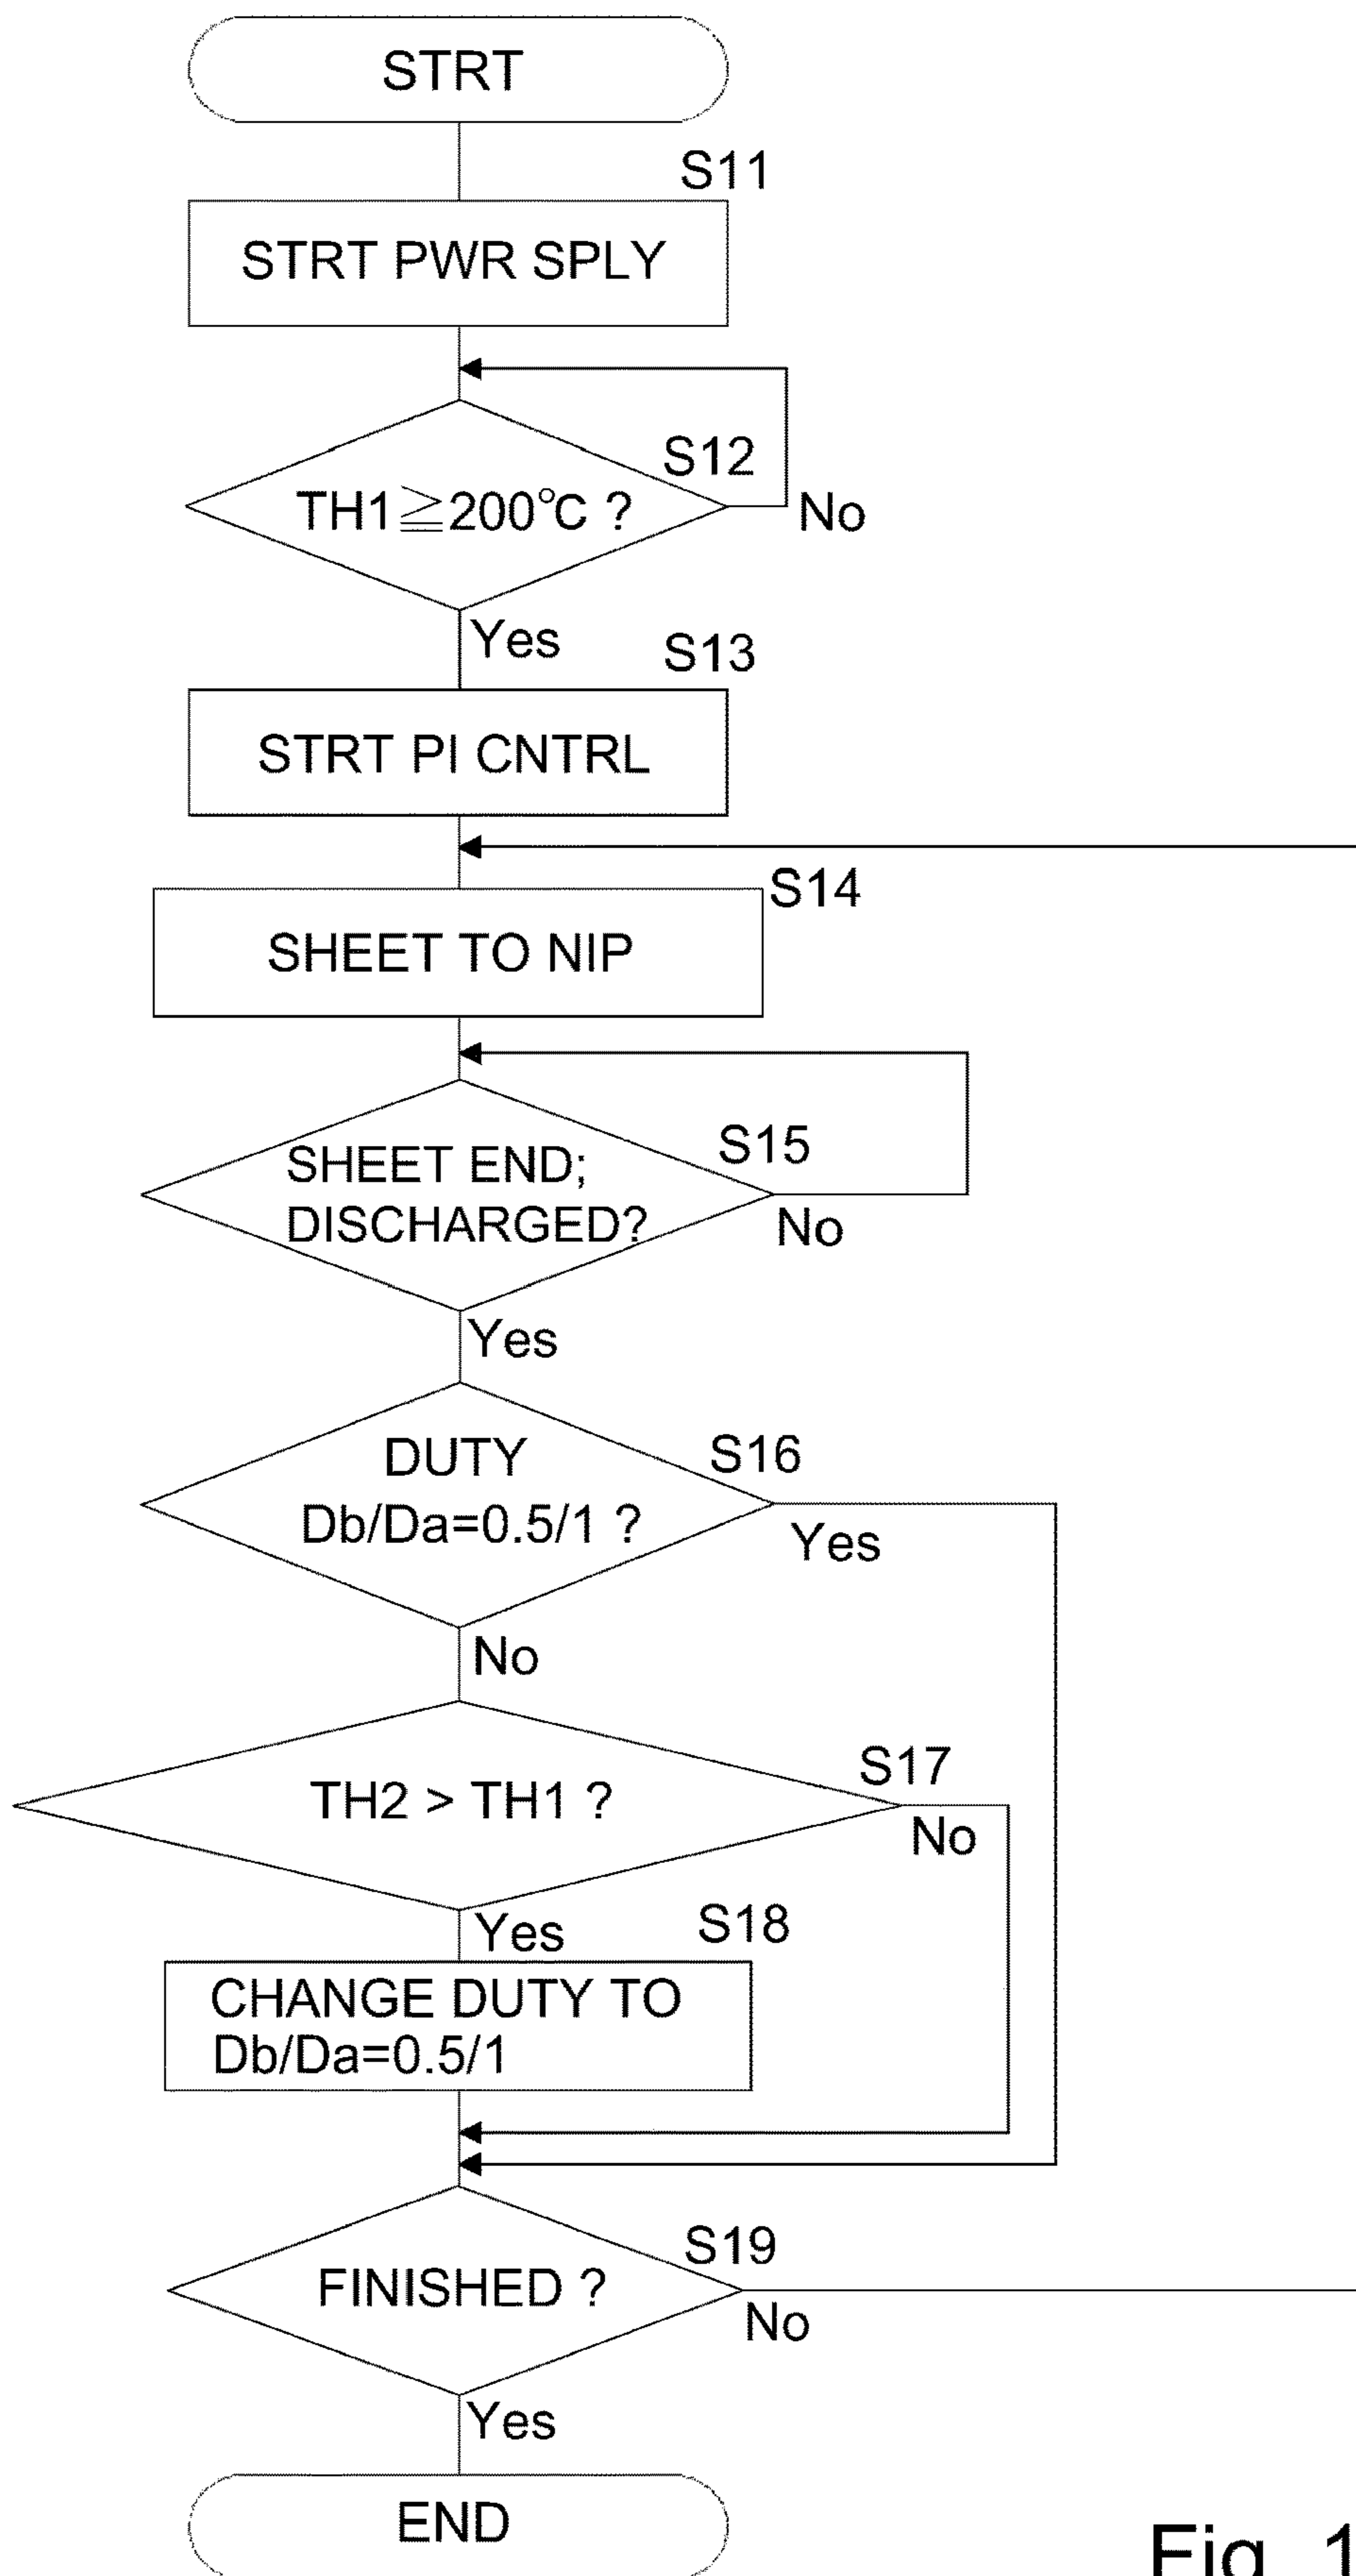 STRT
S11
STRT PWR SPLY
S12
TH1≧200℃ ?
No
Yes
S13
STRT PI CNTRL
S14
SHEET TO NIP
S15
SHEET END;
DISCHARGED?
No
Yes
S16
DUTY
Db/Da=0.5/1 ?
Yes
No
S17
TH2 > TH1 ?
No
Yes
S18
CHANGE DUTY TO
Db/Da=0.5/1
S19
FINISHED ?
No
Yes
END
Fig. 1